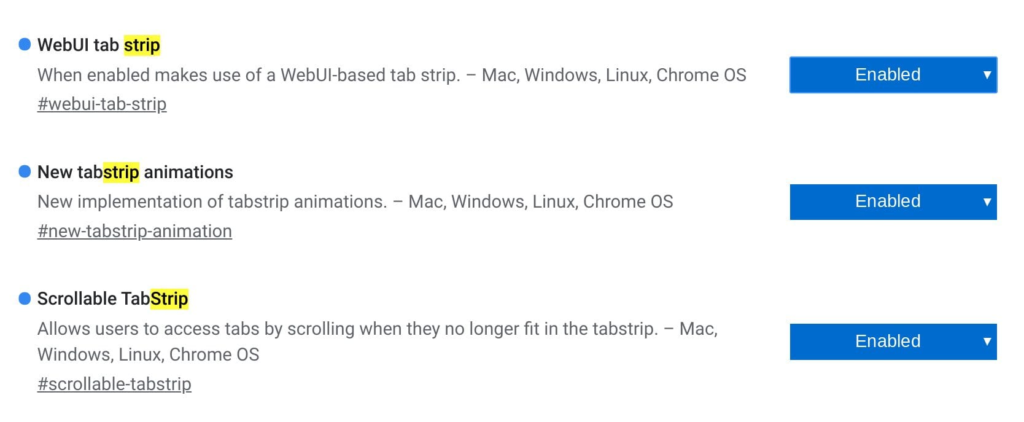 WebUI tab strip
When enabled makes use of a WebUI-based tab strip. – Mac, Windows, Linux, Chrome OS
#webui-tab-strip
Enabled
New tabstrip animations
New implementation of tabstrip animations. – Mac, Windows, Linux, Chrome OS
#new-tabstrip-animation
Enabled
Scrollable TabStrip
Allows users to access tabs by scrolling when they no longer fit in the tabstrip. – Mac,
Windows, Linux, Chrome OS
#scrollable-tabstrip
Enabled